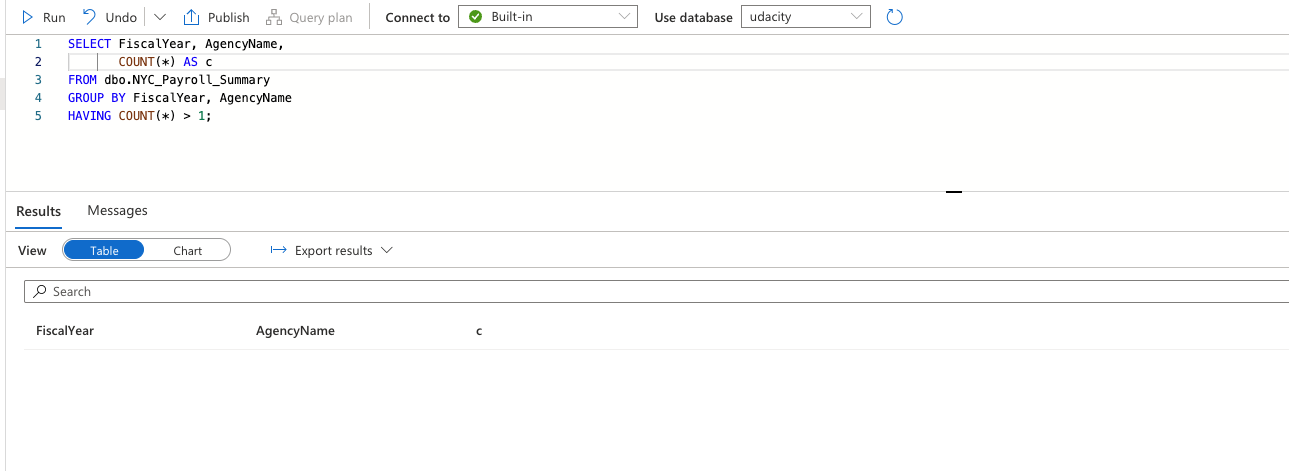 Run Undo Publish Query plan Connect to Built-in Use database udacity
1 SELECT FiscalYear, AgencyName,
2 COUNT(*) AS c
3 FROM dbo.NYC_Payroll_Summary
4 GROUP BY FiscalYear, AgencyName
5 HAVING COUNT(*) > 1;
Results Messages
View Table Chart Export results
Search
FiscalYear AgencyName c